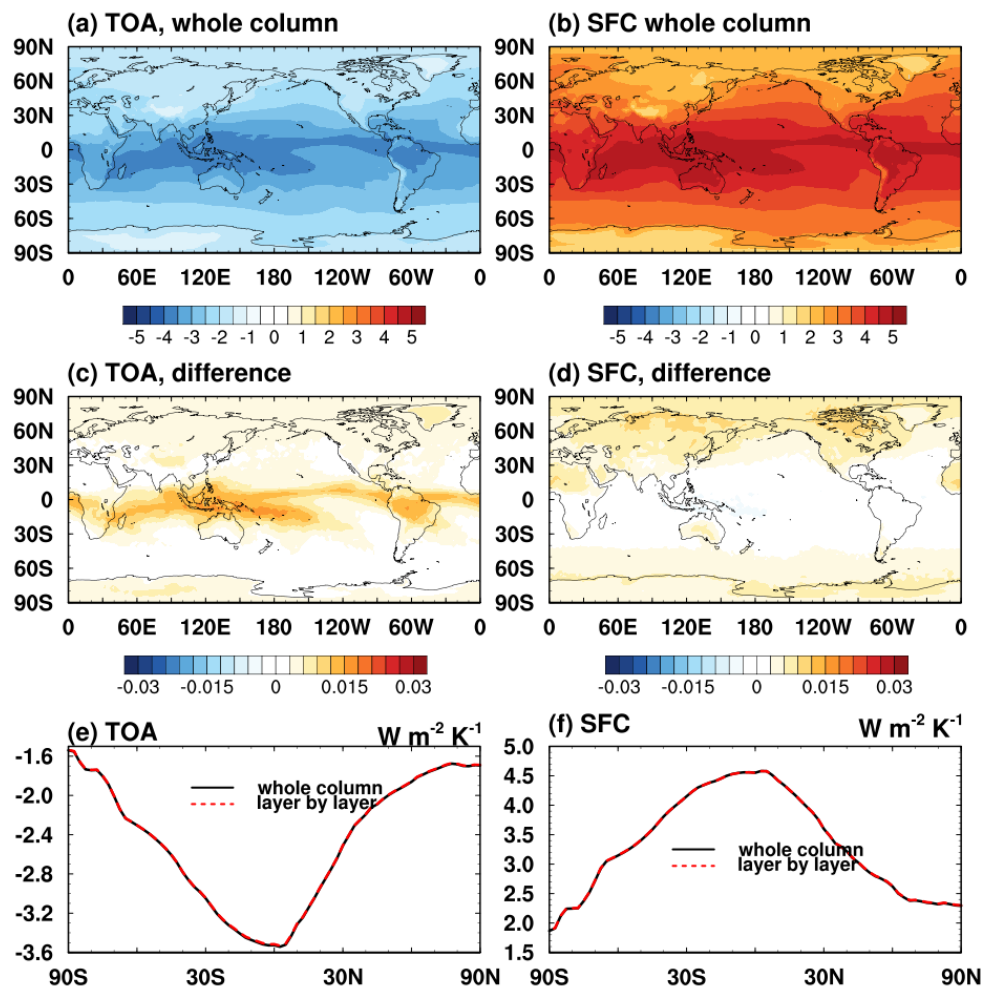 (a) TOA, whole column
(b) SFC whole column
90N 90N
60N 60N
30N 30N
0 0
30S 30S
60S 60S
90S 90S
0 60E 120E 180 120W 60W 0 0 60E 120E 180 120W 60W 0
-5 -4 -3 -2 -1 0 1 2 3 4 5 -5 -4 -3 -2 -1 0 1 2 3 4 5
(c) TOA, difference
(d) SFC, difference
90N 90N
60N 60N
30N 30N
0 0
30S 30S
60S 60S
90S 90S
0 60E 120E 180 120W 60W 0 0 60E 120E 180 120W 60W 0
-0.03 -0.015 0 0.015 0.03 -0.03 -0.015 0 0.015 0.03
(e) TOA W m-2 K-1
-1.6
-2.0
-2.4
-2.8
-3.2
-3.6
whole column
layer by layer
90S 30S 30N 90N
(f) SFC W m-2 K-1
5.0
4.5
4.0
3.5
3.0
2.5
2.0
1.5
whole column
layer by layer
90S 30S 30N 90N